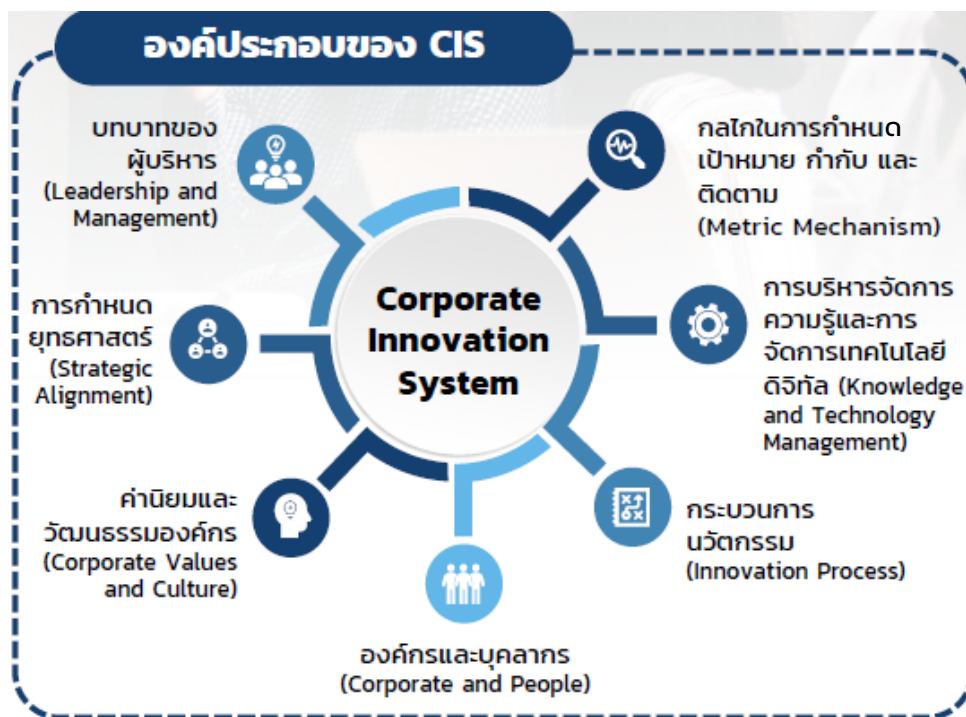 องค์ประกอบของ CIS
บทบาทของ
ผู้บริหาร
(Leadership and
Management)
การกำหนด
ยุทธศาสตร์
(Strategic
Alignment)
ค่านิยมและ
วัฒนธรรมองค์กร
(Corporate Values
and Culture)
องค์กรและบุคลากร
(Corporate and People)
Corporate
Innovation
System
กลไกในการกำหนด
เป้าหมาย กำกับ และ
ติดตาม
(Metric Mechanism)
การบริหารจัดการ
ความรู้และการ
จัดการเทคโนโลยี
ดิจิทัล (Knowledge
and Technology
Management)
กระบวนการ
นวัตกรรม
(Innovation Process)